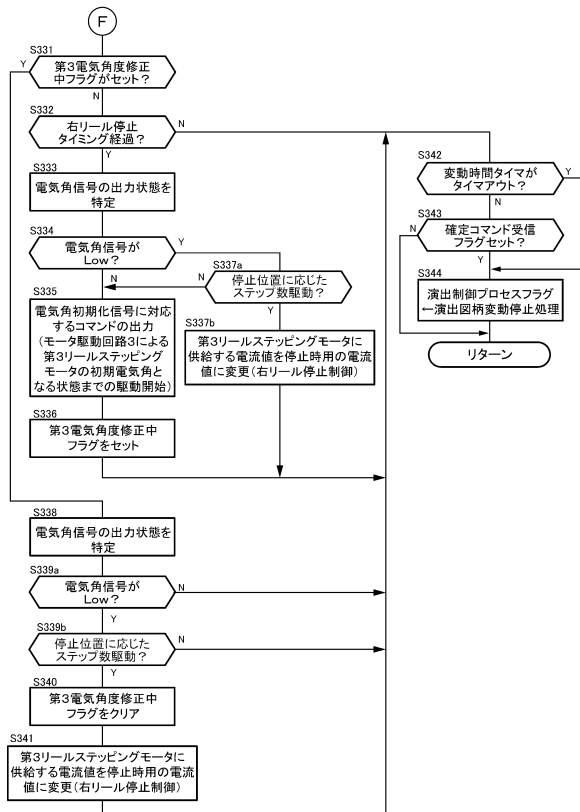 F
S331
第3電気角度修正
中フラグがセット？
Y
N
S332
右リール停止
タイミング経過？
N
Y
S333
電気角信号の出力状態を
特定
S334
電気角信号が
Low？
Y
N
S335
電気角初期化信号に対応
するコマンドの出力
（モータ駆動回路3による
第3リールステッピング
モータの初期電気角と
なる状態までの駆動開始）
S336
第3電気角度修正中
フラグをセット
S337a
停止位置に応じた
ステップ数駆動？
N
Y
S337b
第3リールステッピングモータに
供給する電流値を停止時用の電流
値に変更（右リール停止制御）
S338
電気角信号の出力状態を
特定
S339a
電気角信号が
Low？
N
Y
S339b
停止位置に応じた
ステップ数駆動？
N
Y
S340
第3電気角度修正中
フラグをクリア
S341
第3リールステッピングモータに
供給する電流値を停止時用の電流
値に変更（右リール停止制御）
S342
変動時間タイマが
タイマアウト？
Y
N
S343
確定コマンド受信
フラグセット？
N
Y
S344
演出制御プロセスフラグ
←演出図柄変動停止処理
リターン